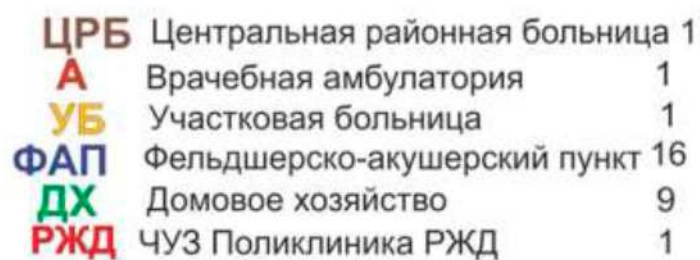 ЦРБ Центральная районная больница 1
А Врачебная амбулатория 1
УБ Участковая больница 1
ФАП Фельдшерско-акушерский пункт 16
ДХ Домовое хозяйство 9
РЖД ЧУЗ Поликлиника РЖД 1